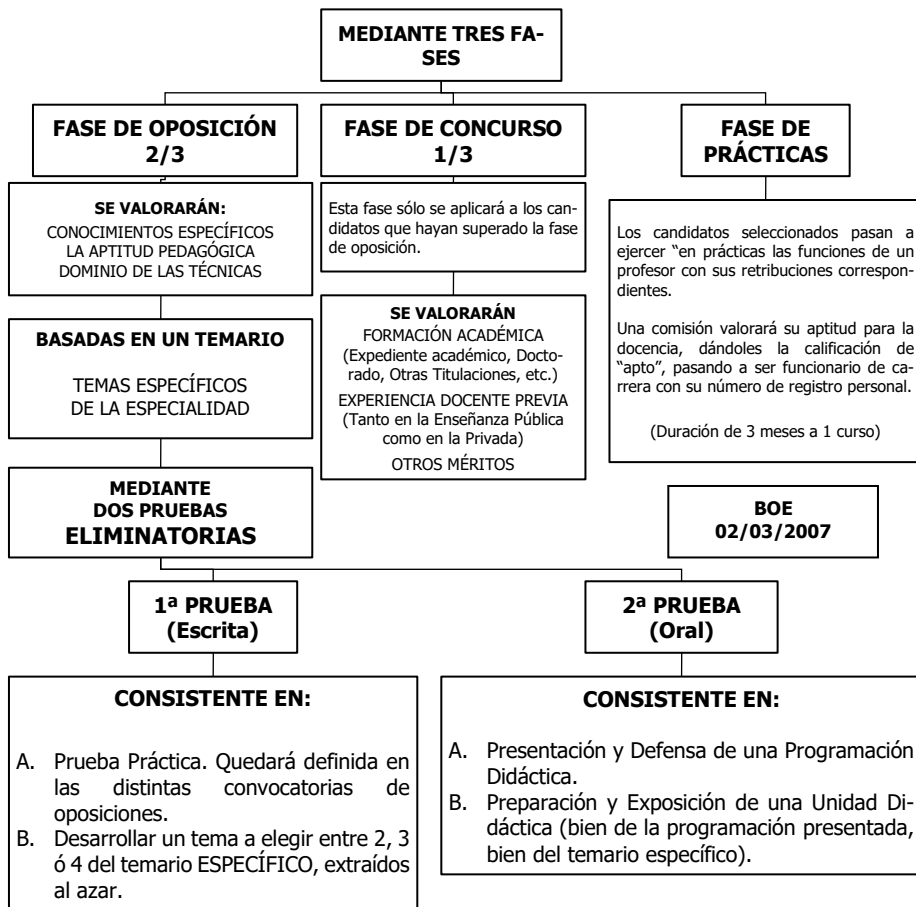 MEDIANTE TRES FA-
SES
FASE DE OPOSICIÓN
2/3
SE VALORARÁN:
CONOCIMIENTOS ESPECÍFICOS
LA APTITUD PEDAGÓGICA
DOMINIO DE LAS TÉCNICAS
BASADAS EN UN TEMARIO
TEMAS ESPECÍFICOS
DE LA ESPECIALIDAD
MEDIANTE
DOS PRUEBAS
ELIMINATORIAS
FASE DE CONCURSO
1/3
Esta fase sólo se aplicará a los can-
didatos que hayan superado la fase
de oposición.
SE VALORARÁN
FORMACIÓN ACADÉMICA
(Expediente académico, Docto-
rado, Otras Titulaciones, etc.)
EXPERIENCIA DOCENTE PREVIA
(Tanto en la Enseñanza Pública
como en la Privada)
OTROS MÉRITOS
FASE DE
PRÁCTICAS
Los candidatos seleccionados pasan a
ejercer “en prácticas las funciones de un
profesor con sus retribuciones correspon-
dientes.
Una comisión valorará su aptitud para la
docencia, dándoles la calificación de
“apto”, pasando a ser funcionario de ca-
rrera con su número de registro personal.
(Duración de 3 meses a 1 curso)
BOE
02/03/2007
1ª PRUEBA
(Escrita)
CONSISTENTE EN:
A. Prueba Práctica. Quedará definida en
las distintas convocatorias de
oposiciones.
B. Desarrollar un tema a elegir entre 2, 3
ó 4 del temario ESPECÍFICO, extraídos
al azar.
2ª PRUEBA
(Oral)
CONSISTENTE EN:
A. Presentación y Defensa de una Programación
Didáctica.
B. Preparación y Exposición de una Unidad Di-
dáctica (bien de la programación presentada,
bien del temario específico).